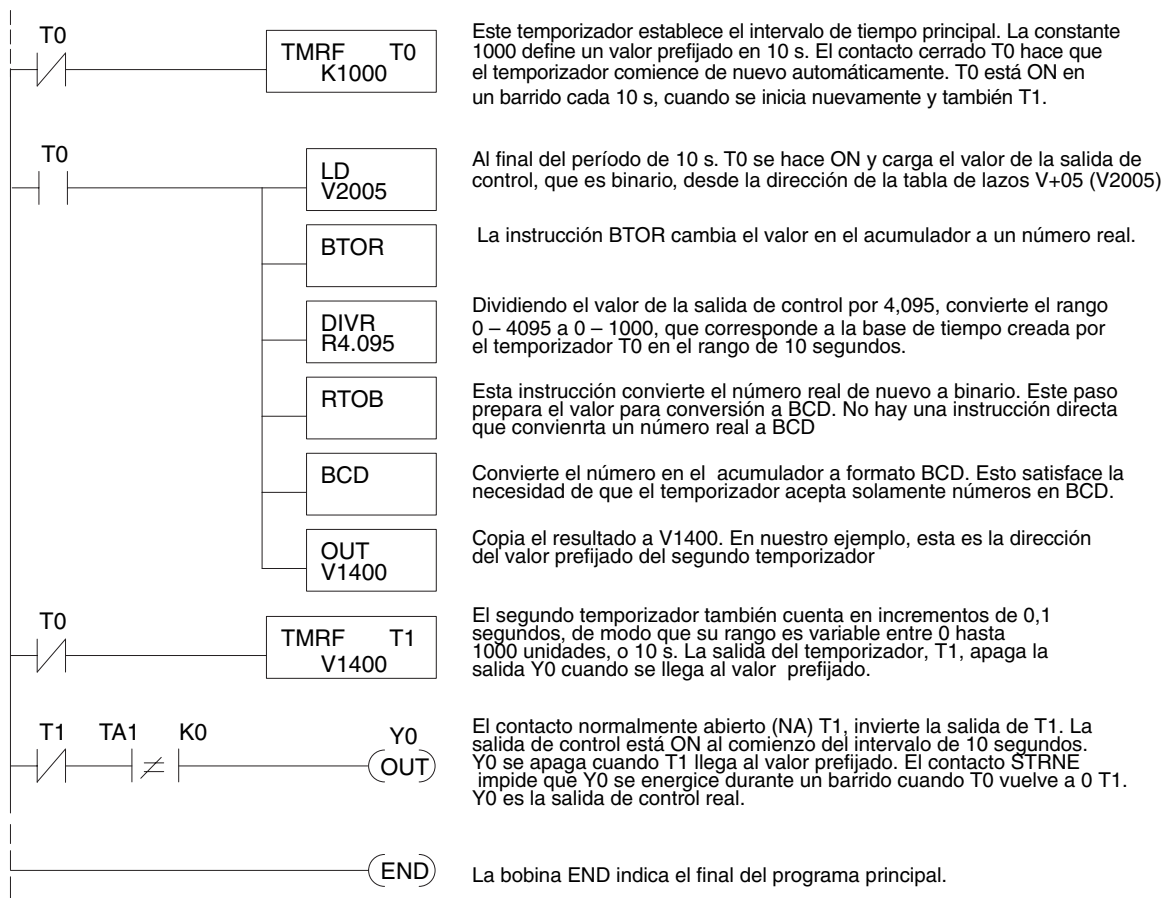 T0
TMRF T0
K1000
Este temporizador establece el intervalo de tiempo principal. La constante
1000 define un valor prefijado en 10 s. El contacto cerrado T0 hace que
el temporizador comience de nuevo automáticamente. T0 está ON en
un barrido cada 10 s, cuando se inicia nuevamente y también T1.
T0
LD
V2005
Al final del período de 10 s. T0 se hace ON y carga el valor de la salida de
control, que es binario, desde la dirección de la tabla de lazos V+05 (V2005)
BTOR
La instrucción BTOR cambia el valor en el acumulador a un número real.
DIVR
R4.095
Dividiendo el valor de la salida de control por 4,095, convierte el rango
0 – 4095 a 0 – 1000, que corresponde a la base de tiempo creada por
el temporizador T0 en el rango de 10 segundos.
RTOB
Esta instrucción convierte el número real de nuevo a binario. Este paso
prepara el valor para conversión a BCD. No hay una instrucción directa
que convienrta un número real a BCD
BCD
Convierte el número en el acumulador a formato BCD. Esto satisface la
necesidad de que el temporizador acepta solamente números en BCD.
OUT
V1400
Copia el resultado a V1400. En nuestro ejemplo, esta es la dirección
del valor prefijado del segundo temporizador
T0
TMRF T1
V1400
El segundo temporizador también cuenta en incrementos de 0,1
segundos, de modo que su rango es variable entre 0 hasta
1000 unidades, o 10 s. La salida del temporizador, T1, apaga la
salida Y0 cuando se llega al valor prefijado.
T1 TA1 K0 Y0
≠
OUT
El contacto normalmente abierto (NA) T1, invierte la salida de T1. La
salida de control está ON al comienzo del intervalo de 10 segundos.
Y0 se apaga cuando T1 llega al valor prefijado. El contacto STRNE
impide que Y0 se energice durante un barrido cuando T0 vuelve a 0 T1.
Y0 es la salida de control real.
END
La bobina END indica el final del programa principal.